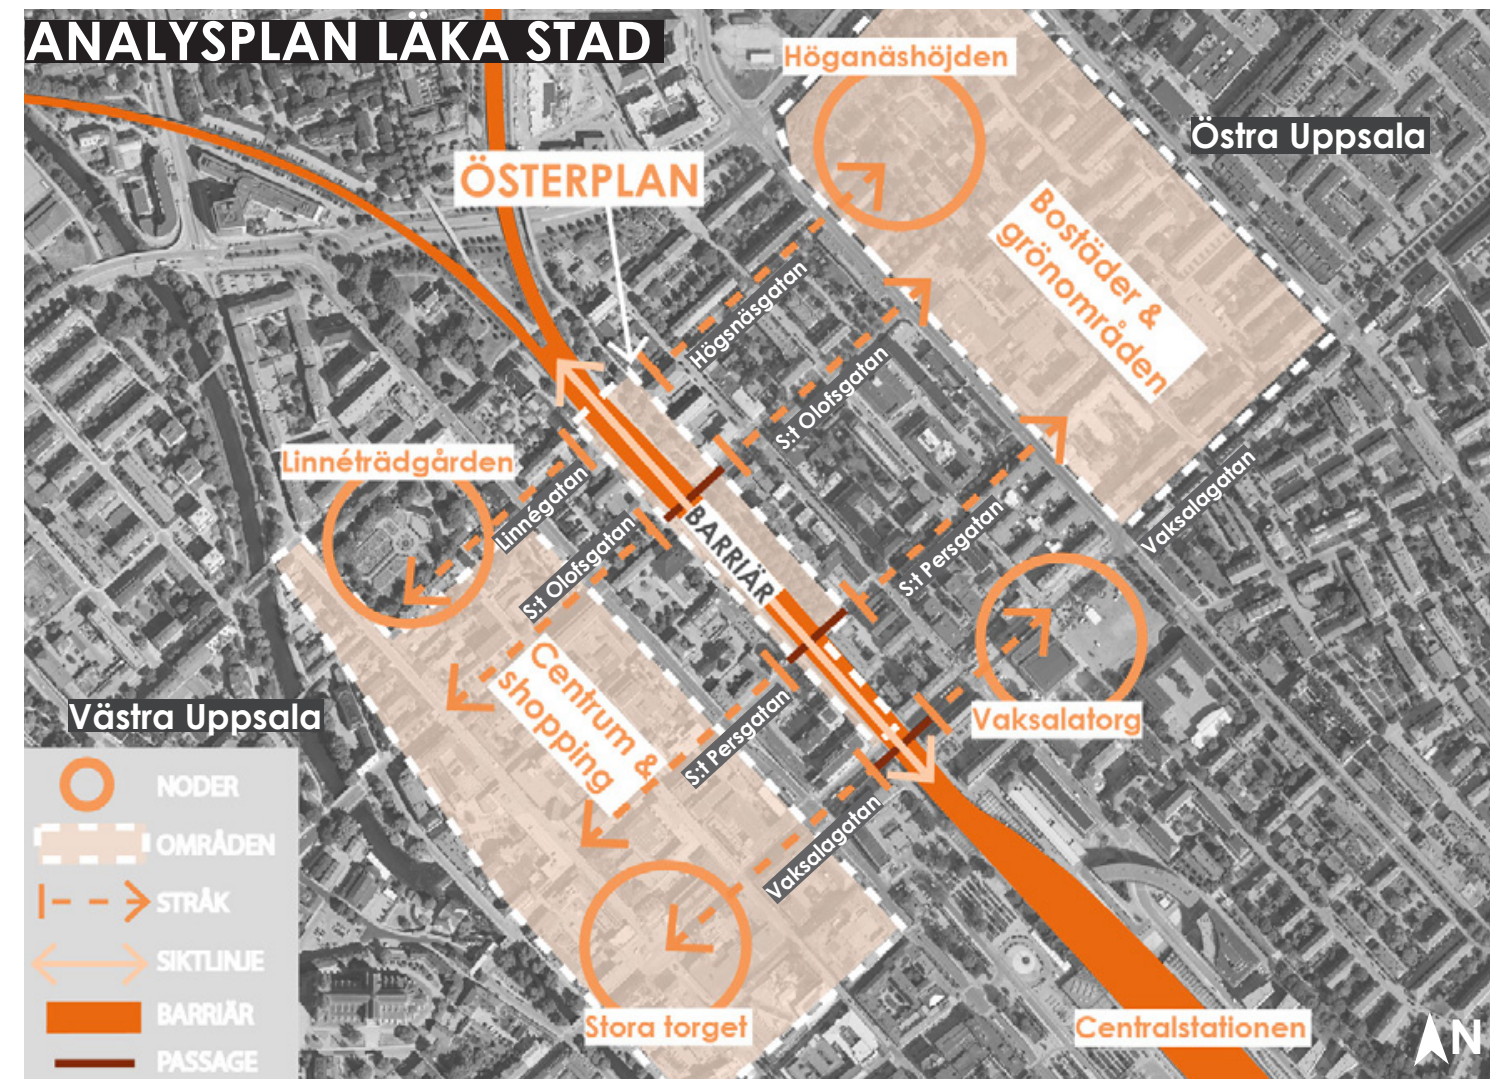 ANALYSPLAN LÄKA STAD
Höganäshöjden
Östra Uppsala
ÖSTERPLAN
Bostäder &
grönområden
Högsnäsgatan
S:t Olofsgatan
Linnéträdgården
Linnégatan
S:t Olofsgatan
BARRIÄR
S:t Persgatan
Vaksalagatan
Centrum &
shopping
Västra Uppsala
S:t Persgatan
Vaksalatorg
Vaksalagatan
Stora torget
Centralstationen
N
NODER
OMRÅDEN
STRÅK
SIKTLINJE
BARRIÄR
PASSAGE